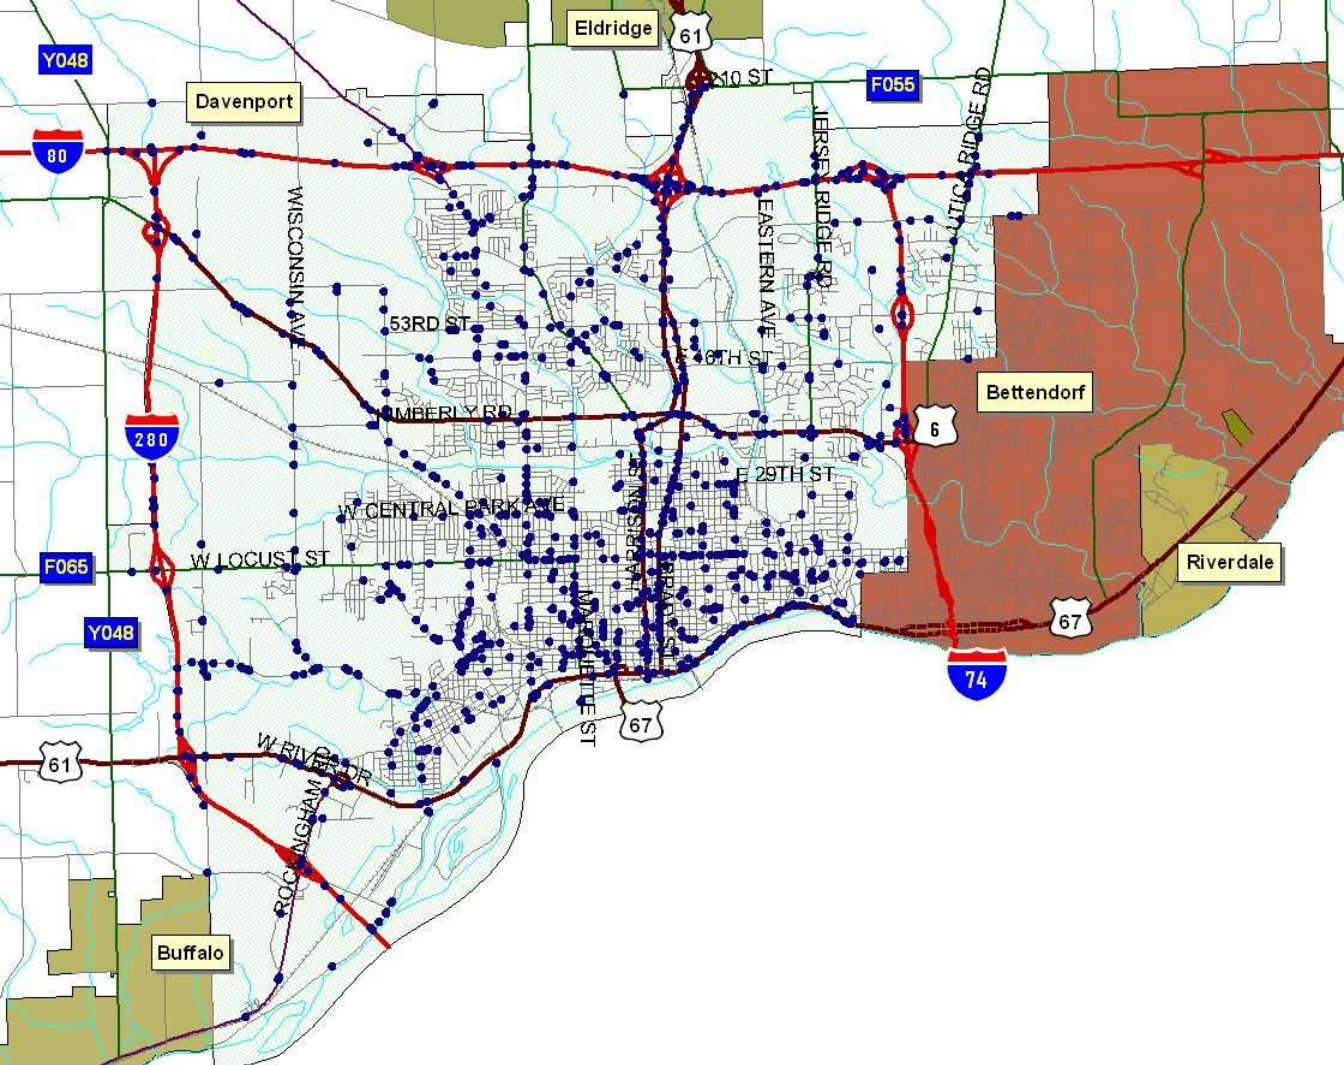 Eldridge
61
Y048
210 ST
F055
Davenport
UTICA RIDGE RD
JERSEY RIDGE RD
80
WISCONSIN AVE
EASTERN AVE
53RD ST
E 46TH ST
Bettendorf
KIMBERLY RD
6
280
E 29TH ST
HARRISON ST
W CENTRAL PARK AVE
W LOCUST ST
Riverdale
F065
BRADY ST
MARQUETTE ST
67
Y048
74
67
W RIVER DR
61
ROCKINGHAM RD
Buffalo